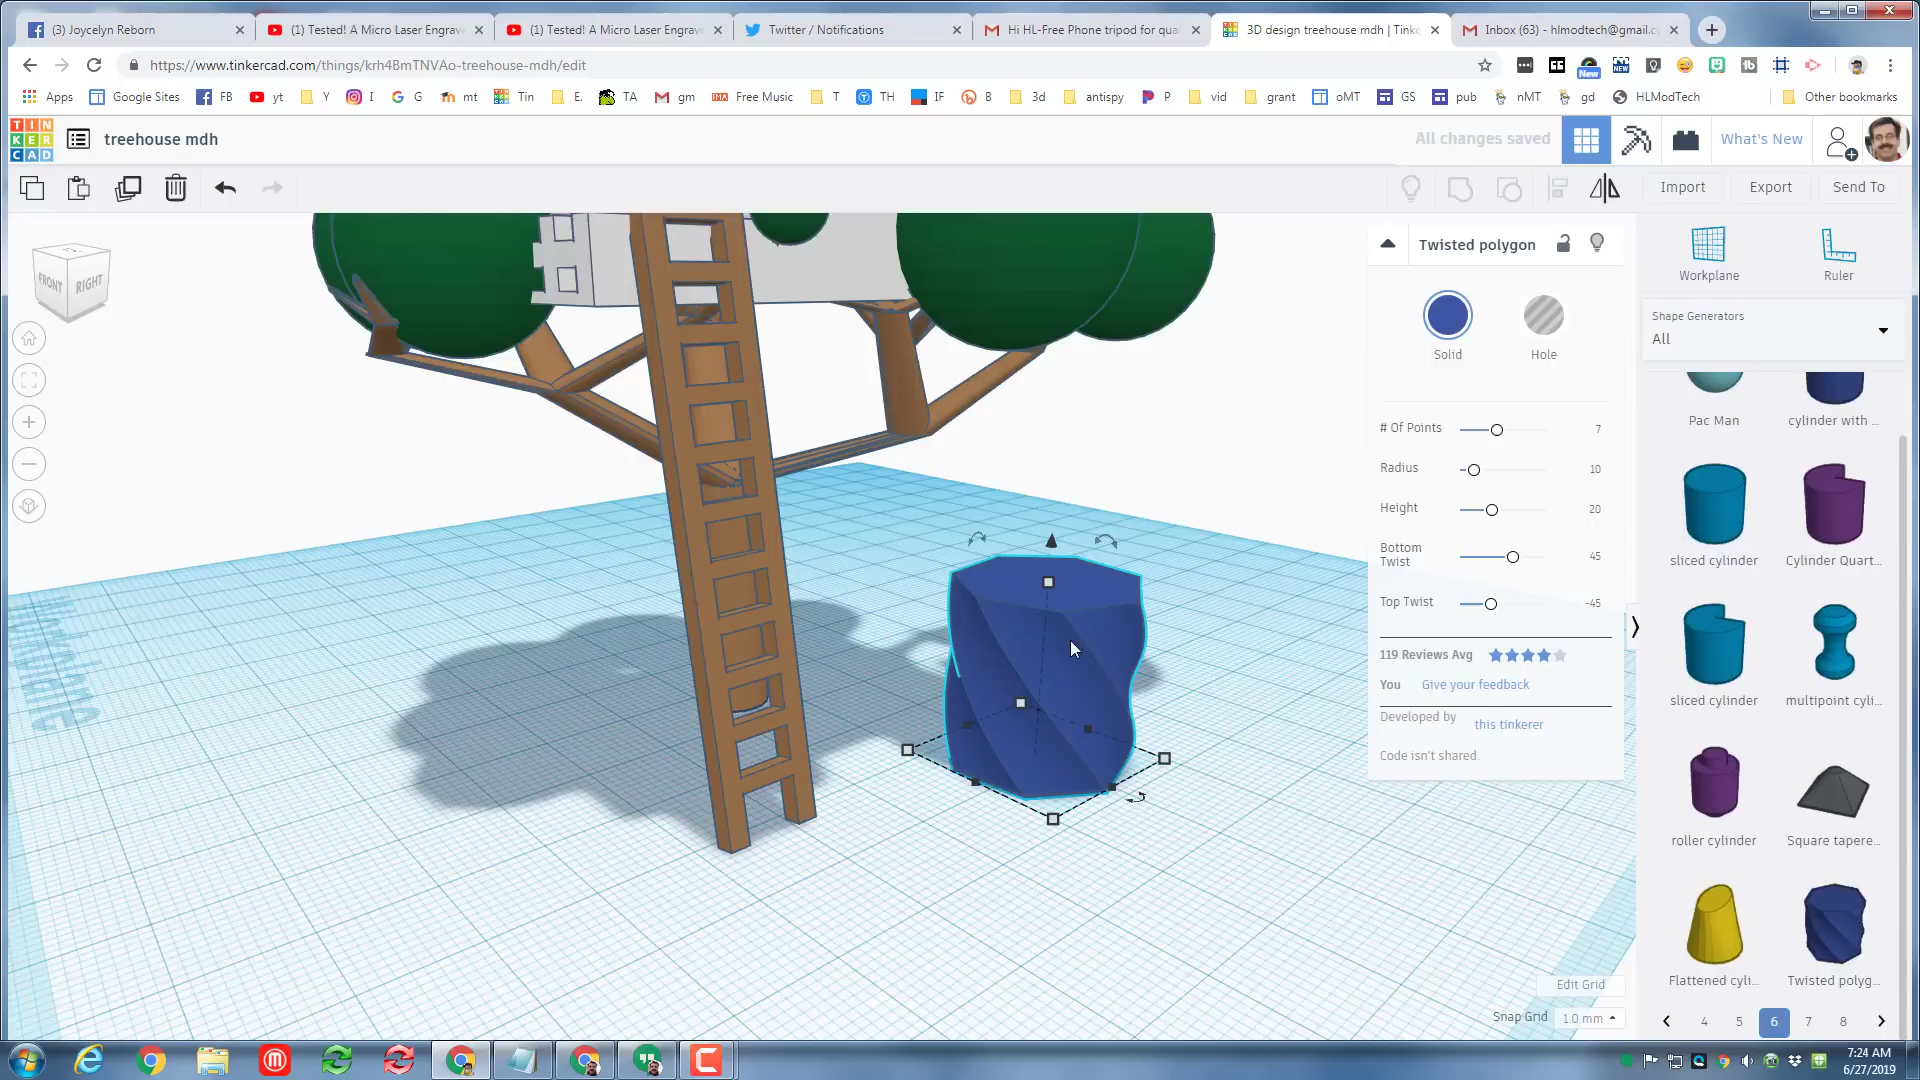 (3) Joycelyn Reborn
(1) Tested! A Micro Laser Engrave
(1) Tested! A Micro Laser Engrave
Twitter / Notifications
Hi HL-Free Phone tripod for qua
3D design treehouse mdh | Tinke
Inbox (63) - hlmodtech@gmail.c
https://www.tinkercad.com/things/krh4BmTNVAo-treehouse-mdh/edit
Apps Google Sites FB yt Y I G mt Tin E. TA gm Free Music T TH IF B 3d antispy P vid grant oMT GS pub nMT gd HLModTech Other bookmarks
TIN
KER
CAD
treehouse mdh
All changes saved
What's New
Import Export Send To
FRONT RIGHT
Twisted polygon
Solid Hole
# Of Points 7
Radius 10
Height 20
Bottom
Twist 45
Top Twist -45
119 Reviews Avg
You Give your feedback
Developed by this tinkerer
Code isn't shared.
Workplane Ruler
Shape Generators
All
Pac Man cylinder with ...
sliced cylinder Cylinder Quart...
sliced cylinder multipoint cyli...
roller cylinder Square tapere...
Flattened cyli... Twisted polyg...
4 5 6 7 8
Edit Grid
Snap Grid 1.0 mm
7:24 AM
6/27/2019